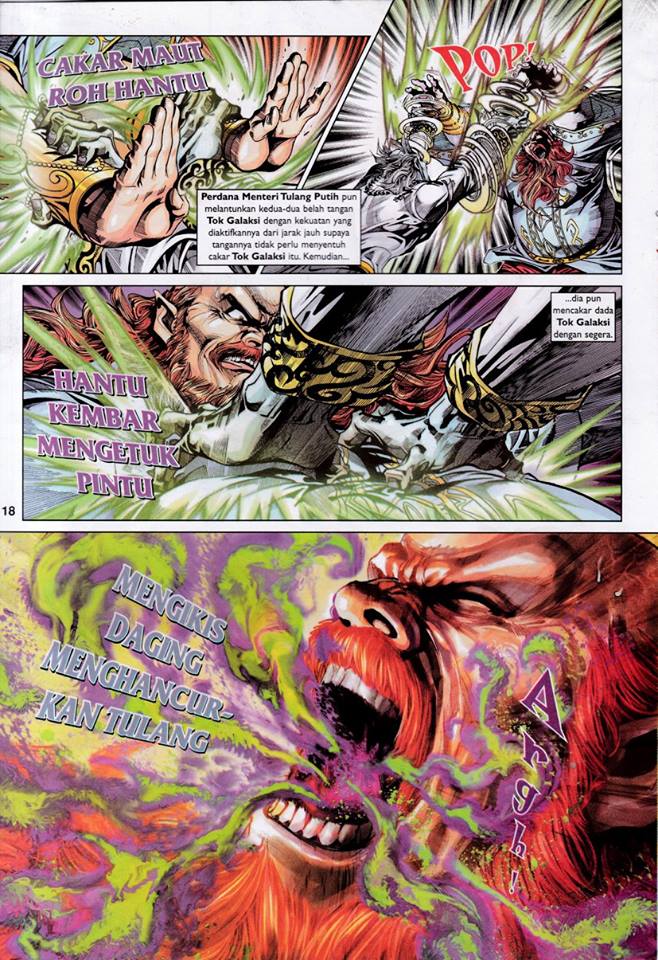 CAKAR MAUT
ROH HANTU
POP!
Perdana Menteri Tulang Putih pun
melantunkan kedua-dua belah tangan
Tok Galaksi dengan kekuatan yang
diaktifkannya dari jarak jauh supaya
tangannya tidak perlu menyentuh
cakar Tok Galaksi itu. Kemudian...
...dia pun
mencakar dada
Tok Galaksi
dengan segera.
HANTU
KEMBAR
MENGETUK
PINTU
18
MENGIKIS
DAGING
MENGHANCUR-
KAN TULANG
Argh!